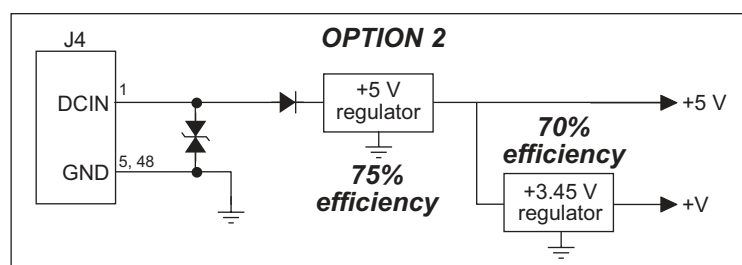 OPTION 2
J4
DCIN
1
GND
5, 48
+5 V
regulator
75%
efficiency
+5 V
70%
efficiency
+3.45 V
regulator
+V